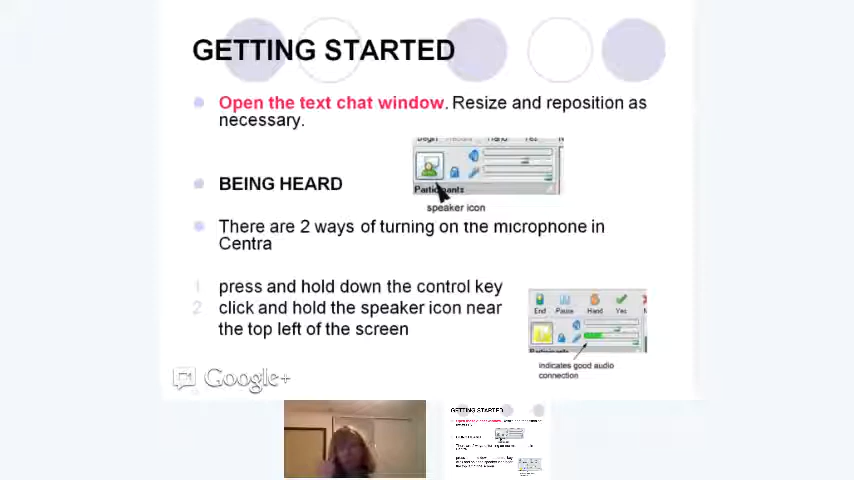 GETTING STARTED
Open the text chat window. Resize and reposition as
necessary.
Participants
speaker icon
BEING HEARD
There are 2 ways of turning on the microphone in
Centra
1 press and hold down the control key
2 click and hold the speaker icon near
the top left of the screen
End Pause Hand Yes
Participants
indicates good audio
connection
Google+
GETTING STARTED